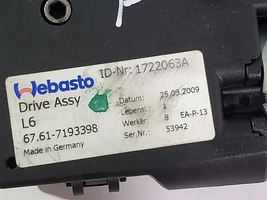 Webasto ID-Nr: 1722063A
Drive Assy Datum: 25.03.2009
L6 Lebens.: 1
67.61-7193398 Werker: 8 EA-P-13
Made in Germany Ser.Nr.: 53942